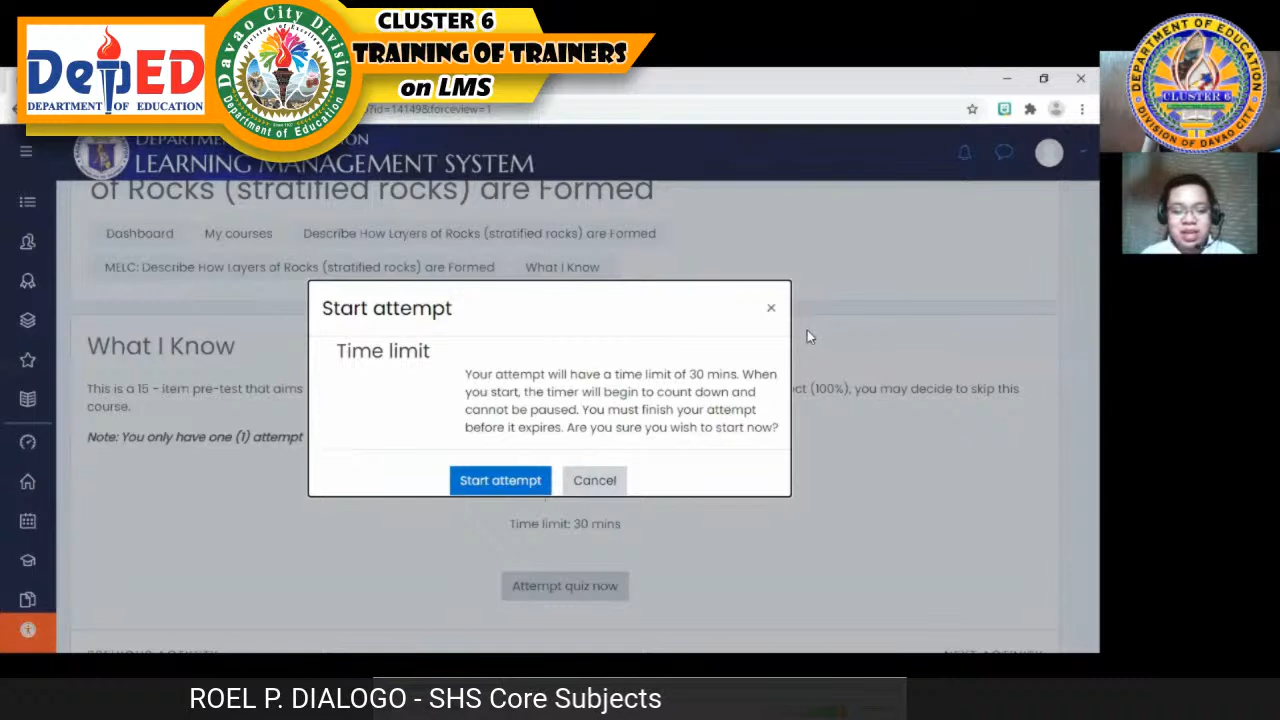 CLUSTER 6
TRAINING OF TRAINERS
on LMS
DepED
DEPARTMENT OF EDUCATION
Davao City Division
Department of Education
DEPARTMENT OF EDUCATION
CLUSTER 6
DIVISION OF DAVAO CITY
?id=14149&forceview=1
LEARNING MANAGEMENT SYSTEM
of Rocks (stratified rocks) are Formed
Dashboard My courses Describe How Layers of Rocks (stratified rocks) are Formed
MELC: Describe How Layers of Rocks (stratified rocks) are Formed What I Know
Start attempt ×
Time limit
Your attempt will have a time limit of 30 mins. When
you start, the timer will begin to count down and
cannot be paused. You must finish your attempt
before it expires. Are you sure you wish to start now?
Start attempt Cancel
What I Know
This is a 15 - item pre-test that aims ct (100%), you may decide to skip this
course.
Note: You only have one (1) attempt
Time limit: 30 mins
Attempt quiz now
ROEL P. DIALOGO - SHS Core Subjects